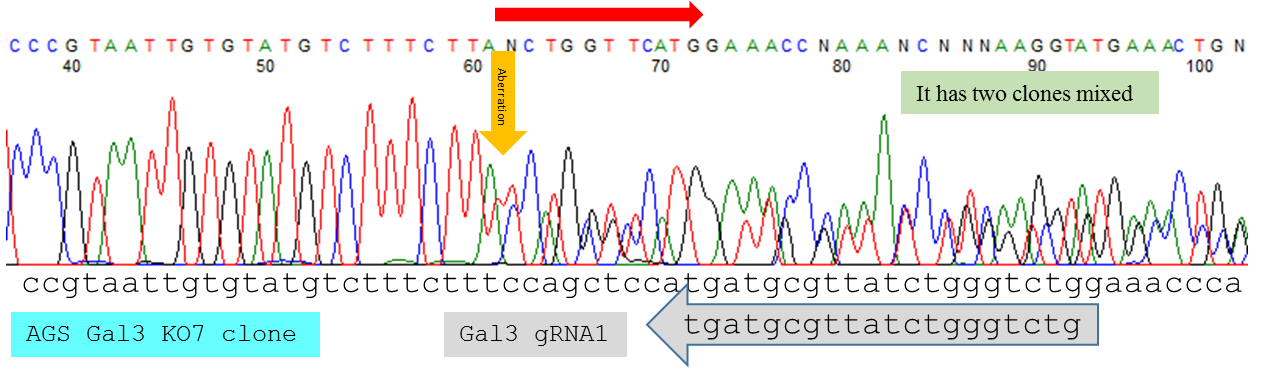 C C C G T A A T T G T G T A T G T C T T T C T T A N C T G G T T C A T G G A A A C C N A A A N C N N N A A G G T A T G A A A C T G N
40 50 60 70 80 90 100
Aberration
It has two clones mixed
ccgtaattgtgtatgtctttctttccagctccatgatgcgttatctgggtctggaaaccca
AGS Gal3 KO7 clone
Gal3 gRNA1
tgatgcgttatctgggtctg